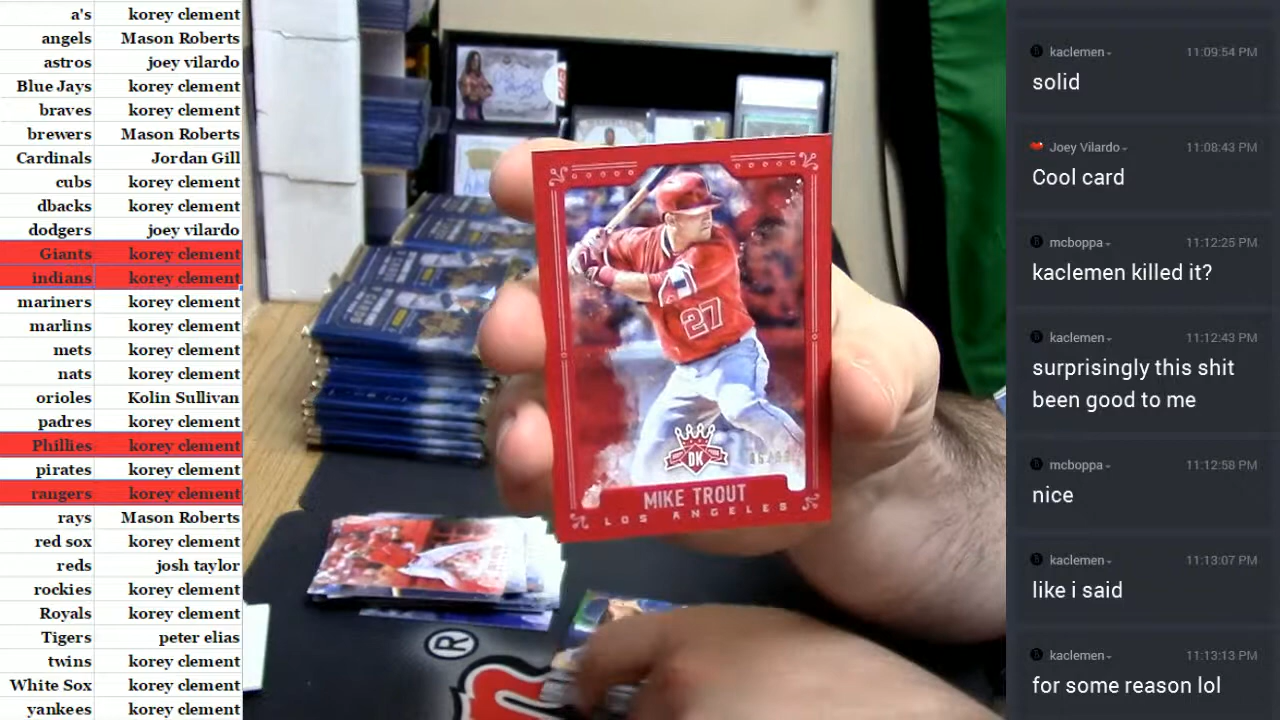 a's korey clement
angels Mason Roberts
astros joey vilardo
Blue Jays korey clement
braves korey clement
brewers Mason Roberts
Cardinals Jordan Gill
cubs korey clement
dbacks korey clement
dodgers joey vilardo
Giants korey clement
indians korey clement
mariners korey clement
marlins korey clement
mets korey clement
nats korey clement
orioles Kolin Sullivan
padres korey clement
Phillies korey clement
pirates korey clement
rangers korey clement
rays Mason Roberts
red sox korey clement
reds josh taylor
rockies korey clement
Royals korey clement
Tigers peter elias
twins korey clement
White Sox korey clement
yankees korey clement
27
DK
MIKE TROUT
LOS ANGELES
®
kaclemen 11:09:54 PM
solid
Joey Vilardo 11:08:43 PM
Cool card
mcboppa 11:12:25 PM
kaclemen killed it?
kaclemen 11:12:43 PM
surprisingly this shit
been good to me
mcboppa 11:12:58 PM
nice
kaclemen 11:13:07 PM
like i said
kaclemen 11:13:13 PM
for some reason lol